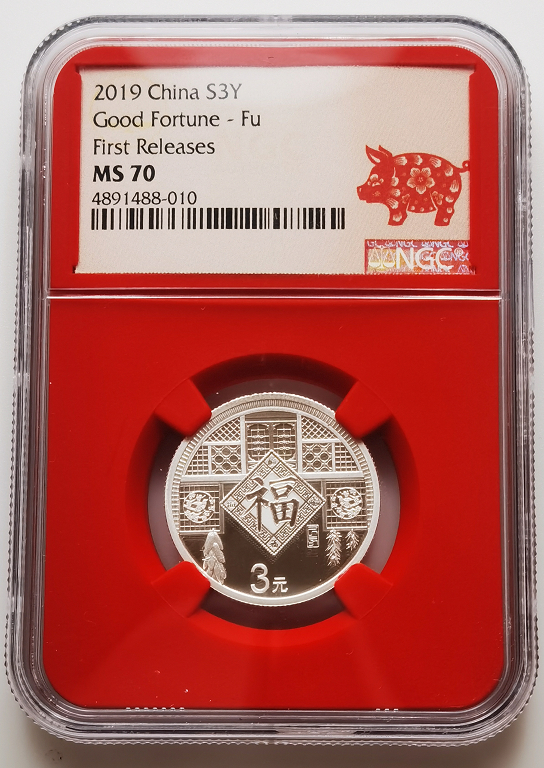 2019 China S3Y
Good Fortune - Fu
First Releases
MS 70
4891488-010
NGC
福
3元